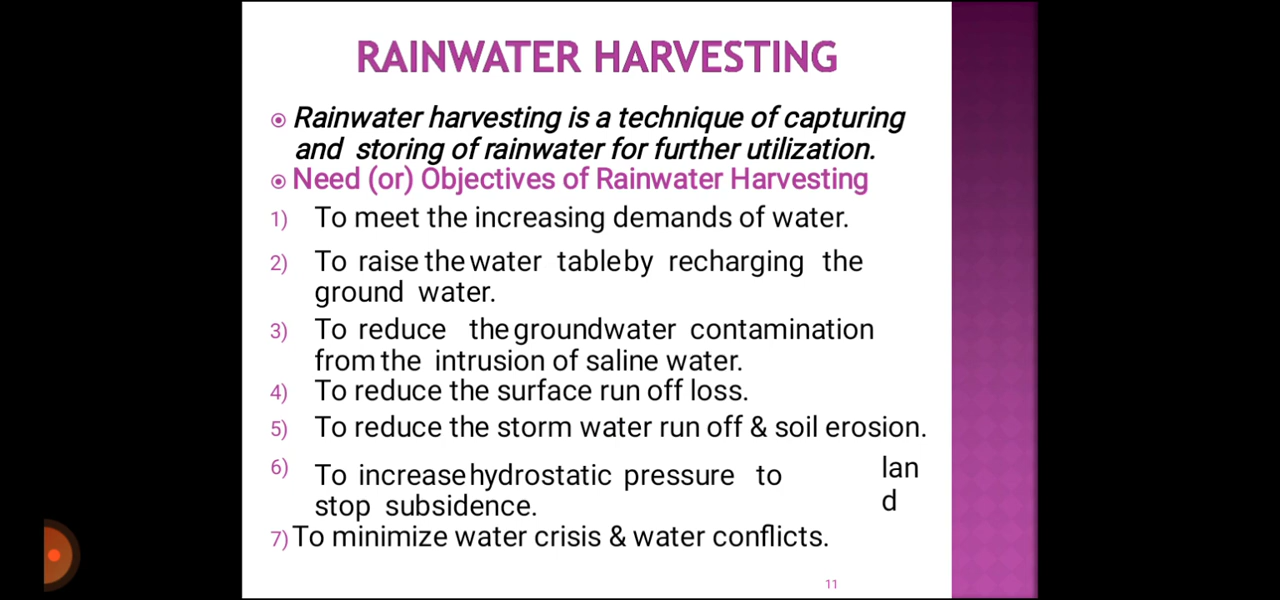 RAINWATER HARVESTING
Rainwater harvesting is a technique of capturing
and storing of rainwater for further utilization.
Need (or) Objectives of Rainwater Harvesting
1) To meet the increasing demands of water.
2) To raise the water tableby recharging the
ground water.
3) To reduce the groundwater contamination
from the intrusion of saline water.
4) To reduce the surface run off loss.
5) To reduce the storm water run off & soil erosion.
6) To increase hydrostatic pressure to lan
d
stop subsidence.
7) To minimize water crisis & water conflicts.
11